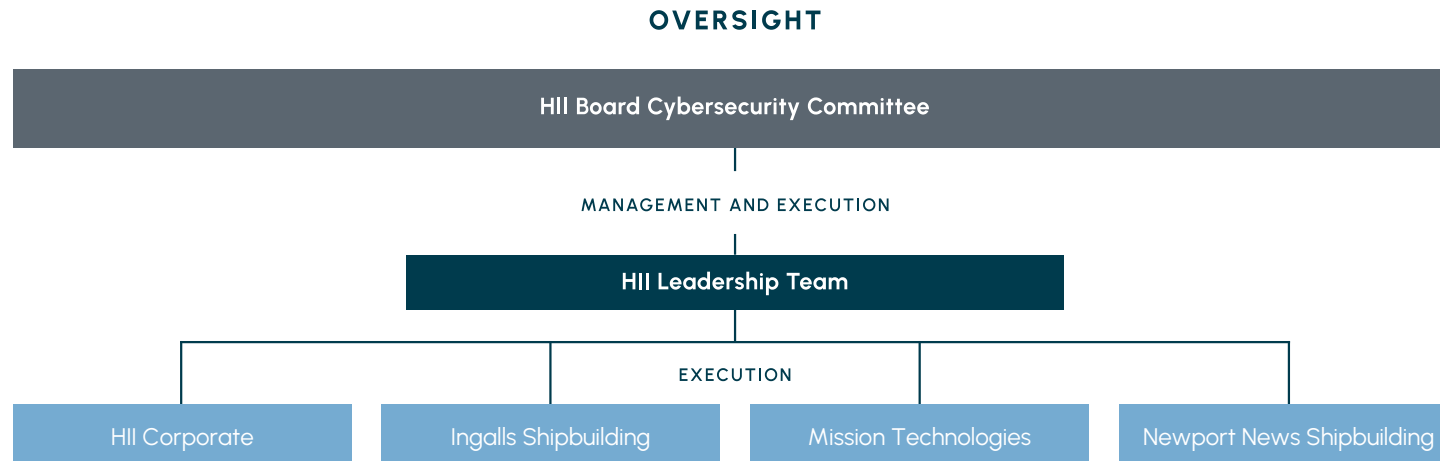 OVERSIGHT
HII Board Cybersecurity Committee
MANAGEMENT AND EXECUTION
HII Leadership Team
EXECUTION
HII Corporate
Ingalls Shipbuilding
Mission Technologies
Newport News Shipbuilding